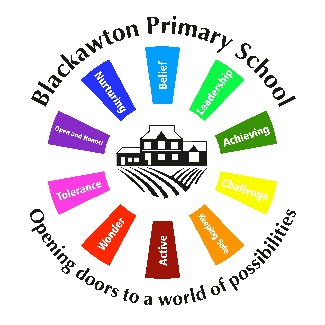 Blackawton Primary School
Belief
Leadership
Achieving
Challenge
Keeping Safe
Active
Wonder
Tolerance
Open and Honest
Nurturing
Opening doors to a world of possibilities